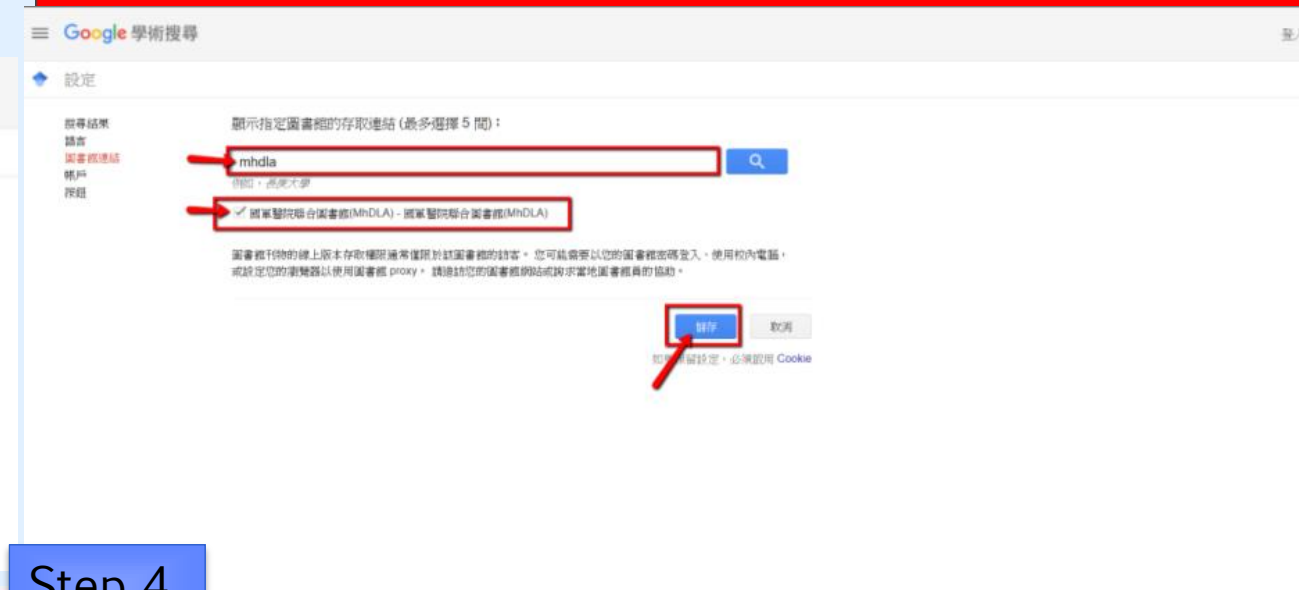 Google 學術搜尋
登
設定
搜尋結果
語言
圖書館連結
帳戶
按鈕
顯示指定圖書館的存取連結 (最多選擇 5 間)：
mhdla
例如，長庚大學
國軍醫院聯合圖書館(MhDLA) - 國軍醫院聯合圖書館(MhDLA)
圖書館刊物的線上版本存取權限通常僅限於該圖書館的訪客。 您可能需要以您的圖書館密碼登入、使用校內電腦，
或設定您的瀏覽器以使用圖書館 proxy。 請造訪您的圖書館網站或詢求當地圖書館員的協助。
儲存 取消
留設定，必須啟用 Cookie
Step 4